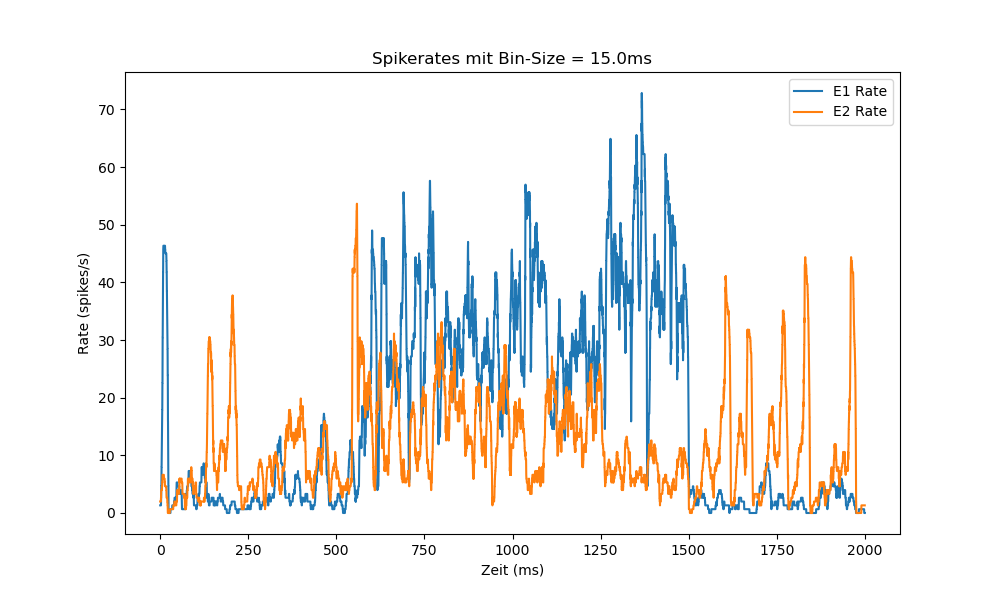 Spikerates mit Bin-Size = 15.0ms
E1 Rate
E2 Rate
70
60
50
40
30
20
10
0
Rate (spikes/s)
0 250 500 750 1000 1250 1500 1750 2000
Zeit (ms)